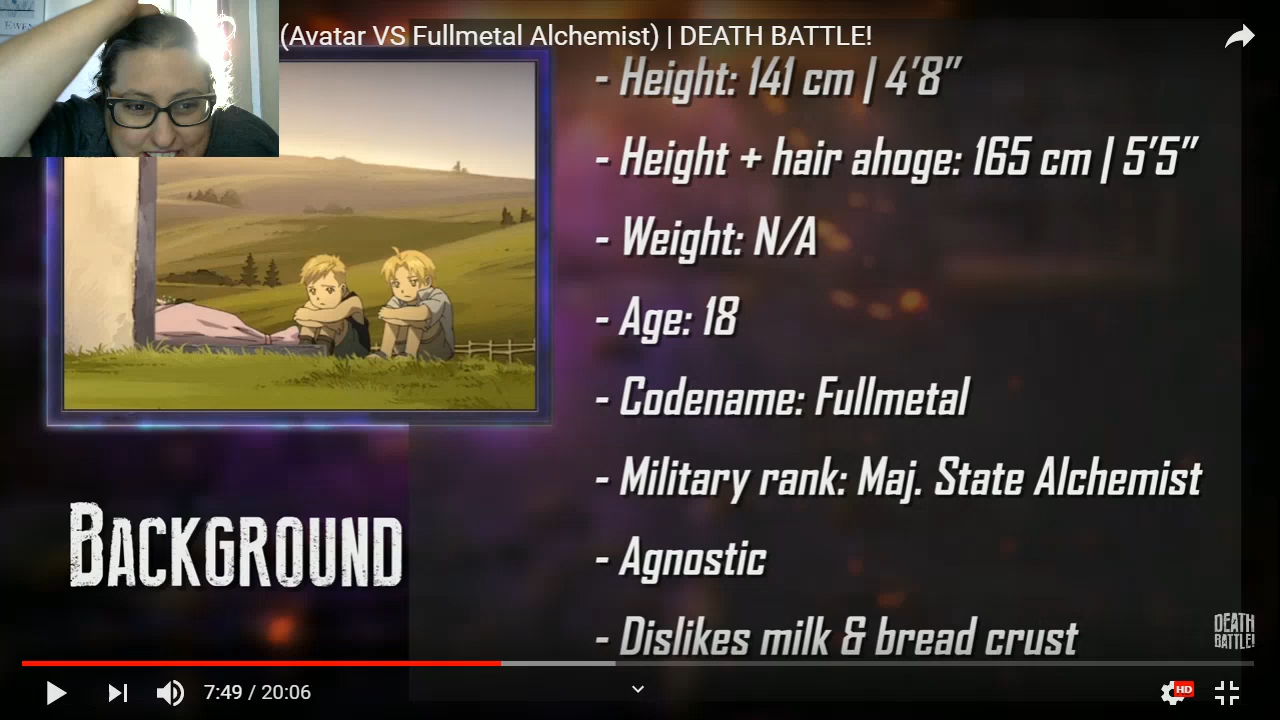 (Avatar VS Fullmetal Alchemist) | DEATH BATTLE!
- Height: 141 cm | 4'8"
- Height + hair ahoge: 165 cm | 5'5"
- Weight: N/A
- Age: 18
- Codename: Fullmetal
- Military rank: Maj. State Alchemist
- Agnostic
- Dislikes milk & bread crust
BACKGROUND
DEATH
BATTLE!
7:49 / 20:06
HD